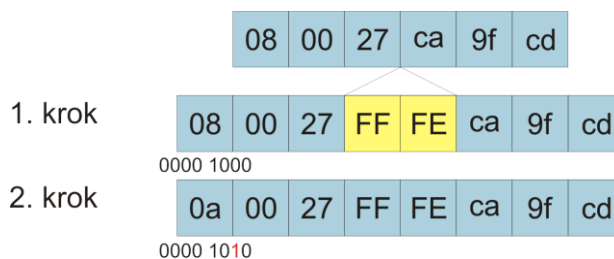 08 00 27 ca 9f cd
1. krok
08 00 27 FF FE ca 9f cd
0000 1000
2. krok
0a 00 27 FF FE ca 9f cd
0000 1010